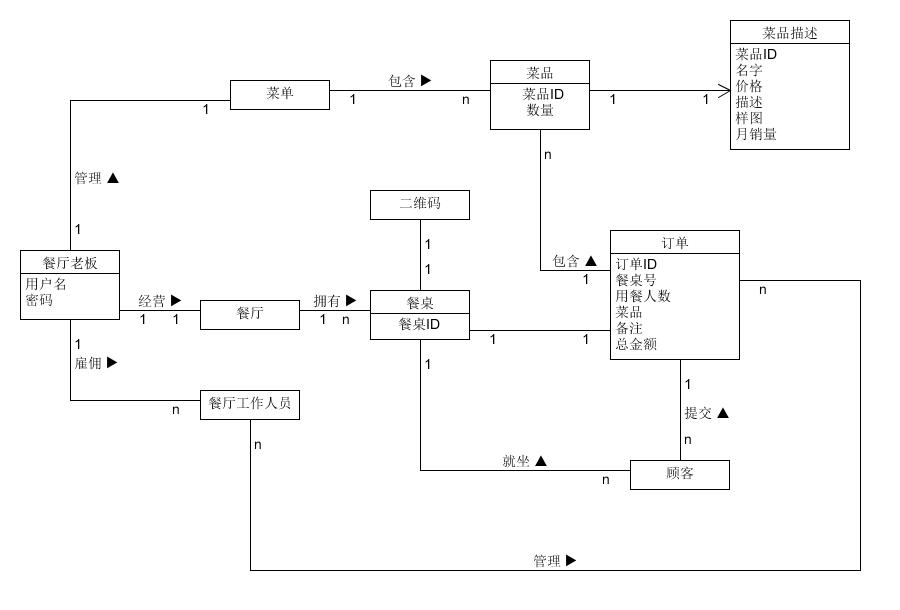 菜品描述
菜品ID
名字
价格
描述
样图
月销量
菜品
菜品ID
数量
菜单
包含 ▶
1
n
1
1
1
n
管理 ▲
二维码
1
1
1
订单
订单ID
餐桌号
用餐人数
菜品
备注
总金额
包含 ▲
1
n
餐厅老板
用户名
密码
经营 ▶
1
1
餐厅
拥有 ▶
1
n
餐桌
餐桌ID
1
1
1
雇佣 ▶
n
餐厅工作人员
1
1
提交 ▲
n
n
就坐 ▲
n
顾客
管理 ▶